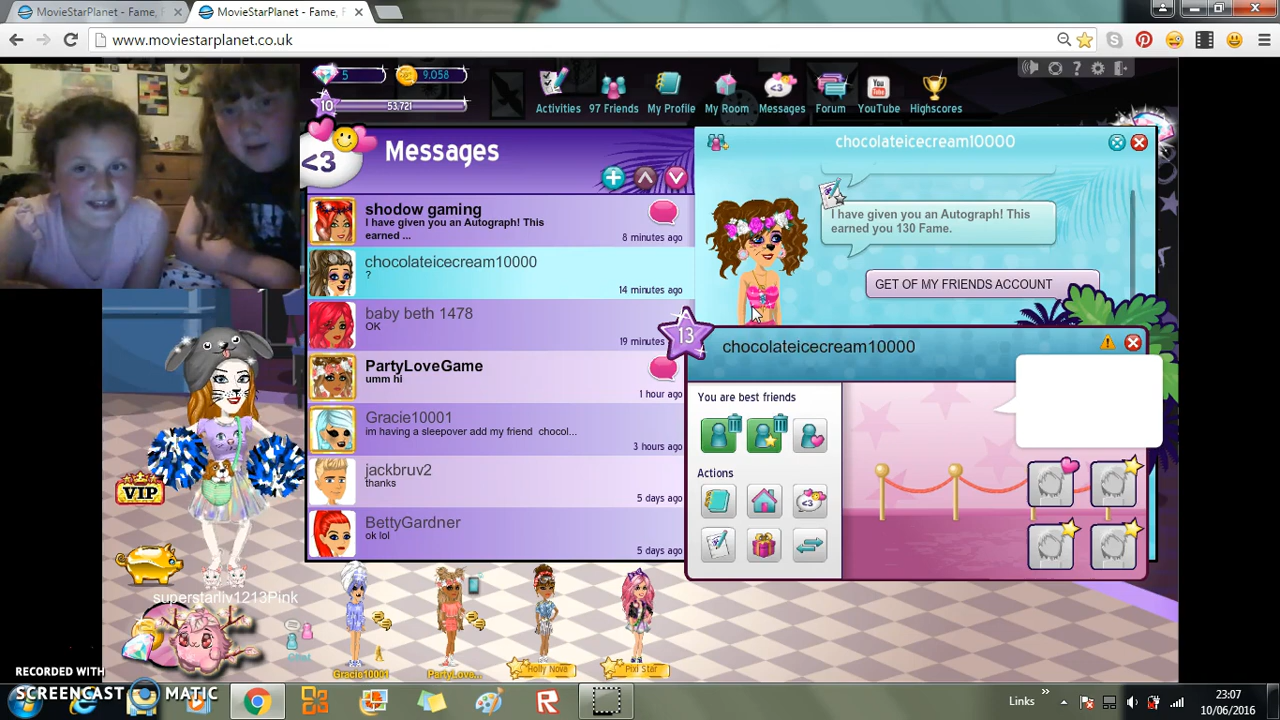 MovieStarPlanet - Fame, F
MovieStarPlanet - Fame, F
www.moviestarplanet.co.uk
5
9.058
10
53.721
Activities
97 Friends
My Profile
My Room
Messages
Forum
YouTube
Highscores
<3
Messages
shodow gaming
I have given you an Autograph! This
earned ...
8 minutes ago
chocolateicecream10000
?
14 minutes ago
baby beth 1478
OK
19 minutes ago
PartyLoveGame
umm hi
1 hour ago
Gracie10001
im having a sleepover add my friend chocol...
3 hours ago
jackbruv2
thanks
5 days ago
BettyGardner
ok lol
5 days ago
chocolateicecream10000
I have given you an Autograph! This
earned you 130 Fame.
GET OF MY FRIENDS ACCOUNT
13
chocolateicecream10000
You are best friends
Actions
<3
VIP
superstarliv1213Pink
Chat
Gracie10001
PartyLove...
Holly Nova
Pixi Star
RECORDED WITH
SCREENCAST MATIC
Links
23:07
10/06/2016